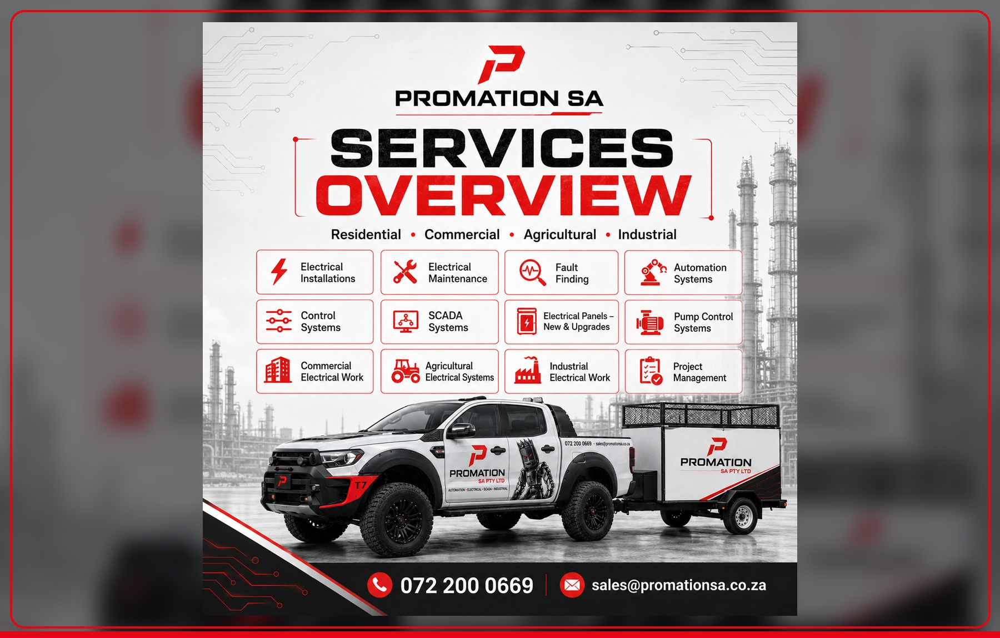 PROMATION SA
SERVICES
OVERVIEW
Residential • Commercial • Agricultural • Industrial
Electrical
Installations
Electrical
Maintenance
Fault
Finding
Automation
Systems
Control
Systems
SCADA
Systems
Electrical Panels –
New & Upgrades
Pump Control
Systems
Commercial
Electrical Work
Agricultural
Electrical Systems
Industrial
Electrical Work
Project
Management
072 200 0669 • sales@promationsa.co.za
PROMATION
SA PTY LTD
AUTOMATION • ELECTRICAL • SCADA • INDUSTRIAL
T7
PROMATION
SA PTY LTD
072 200 0669
sales@promationsa.co.za